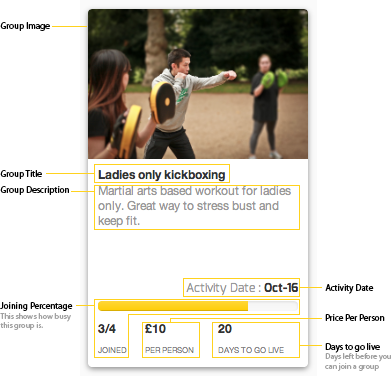 Group Image
Group Title
Ladies only kickboxing
Group Description
Martial arts based workout for ladies
only. Great way to stress bust and
keep fit.
Activity Date : Oct-16
Activity Date
Joining Percentage
This shows how busy
this group is.
Price Per Person
3/4
JOINED
£10
PER PERSON
20
DAYS TO GO LIVE
Days to go live
Days left before you
can join a group